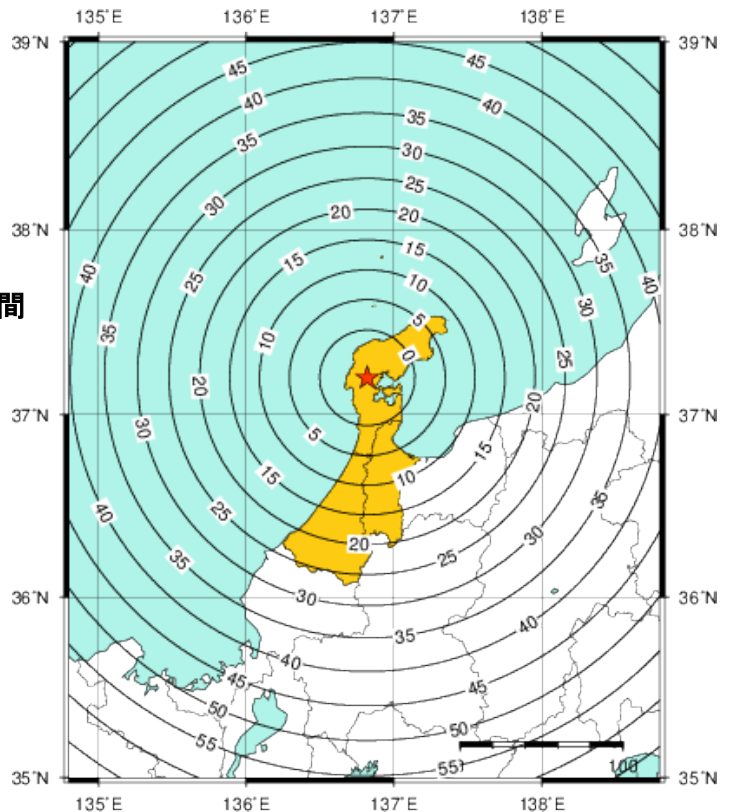 135˚E 136˚E 137˚E 138˚E
39˚N 39˚N
45 45
40 40
35 35
30
30 25
20 20
38˚N 38˚N
15 15 35
40 25 10 30 40
間
5
35 10 0 25
20 20
37˚N 37˚N
30 5 15
15 10
40 25 35
20 25 30
35
36˚N 30 36˚N
35 40
40
45 45
50 50
55 55
100
35˚N 35˚N
135˚E 136˚E 137˚E 138˚E